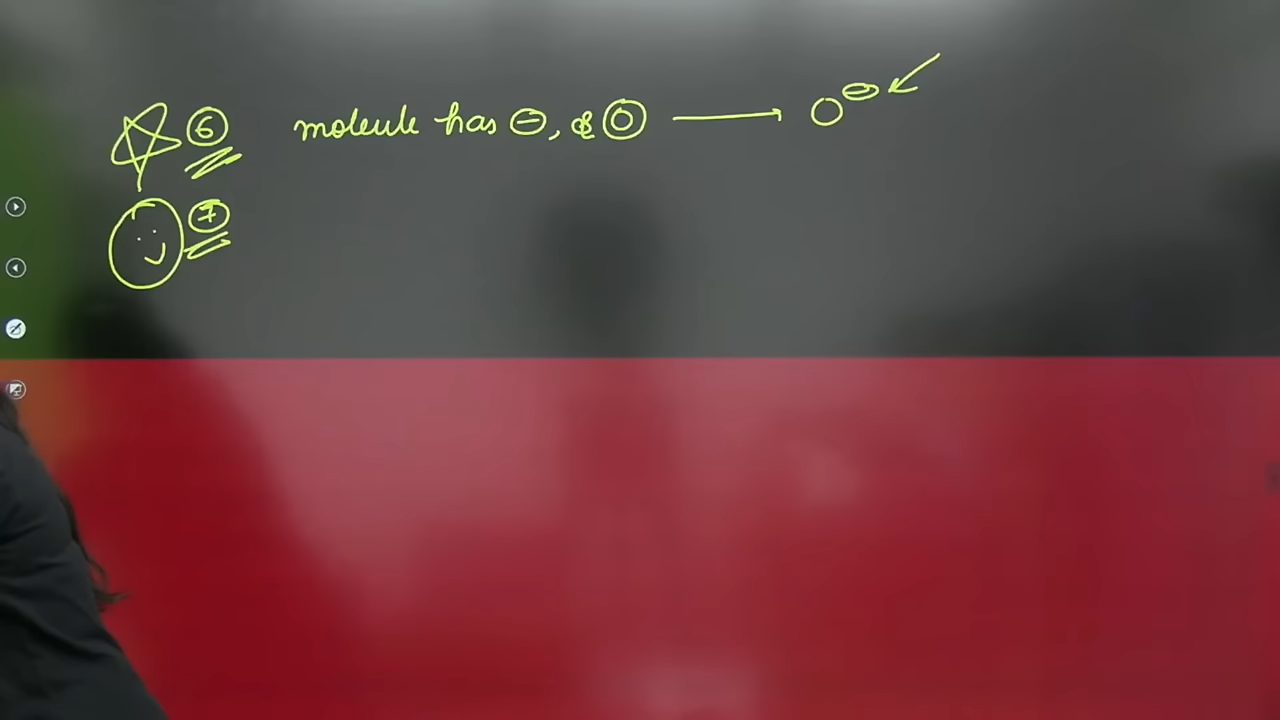 ⑥ molecule has ⊖, & Ⓞ ⟶ O^⊖
⑦